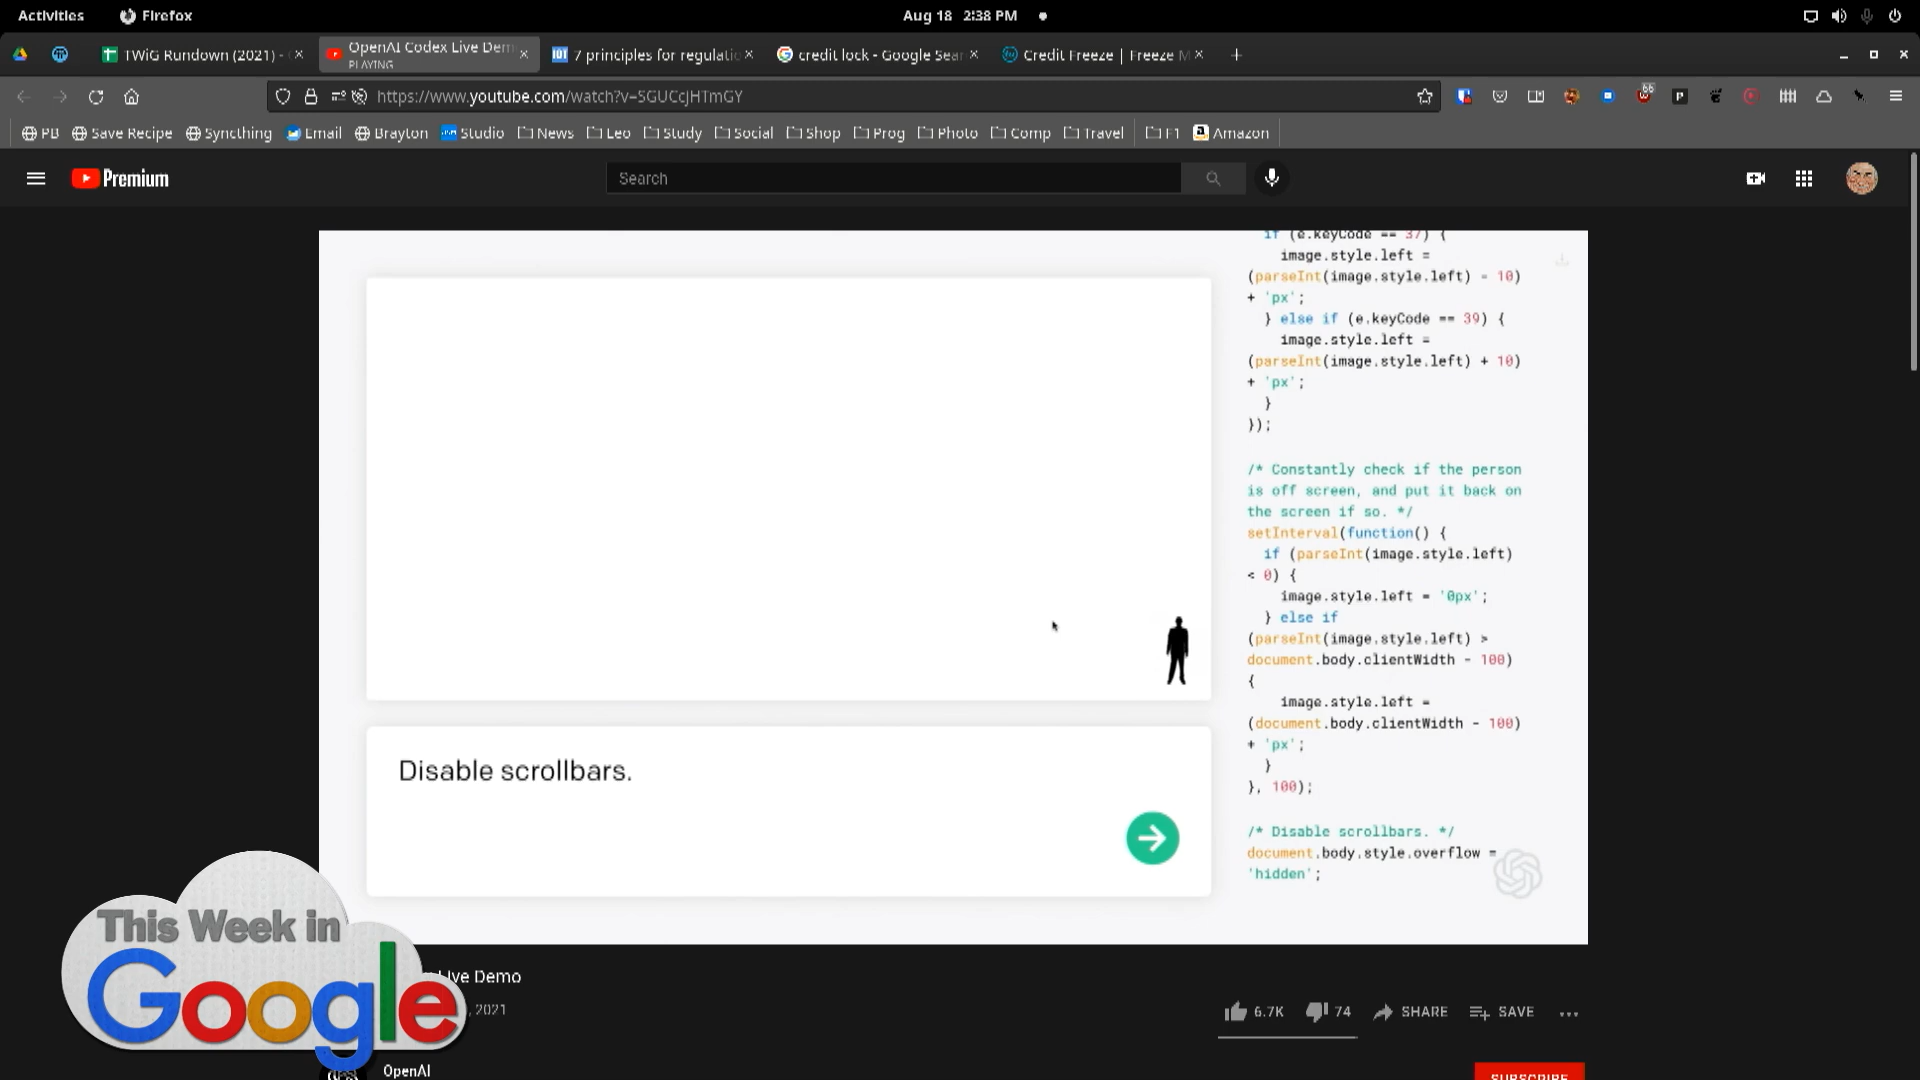 Activities
Firefox
Aug 18 2:38 PM
TWiG Rundown (2021) -
OpenAI Codex Live Dem
PLAYING
7 principles for regulatio
credit lock - Google Sear
Credit Freeze | Freeze M
https://www.youtube.com/watch?v=SGUCcjHTmGY
66
PB
Save Recipe
Syncthing
Email
Brayton
Studio
News
Leo
Study
Social
Shop
Prog
Photo
Comp
Travel
F1
Amazon
Premium
Search
if (e.keyCode == 37) {
image.style.left =
(parseInt(image.style.left) - 10)
+ 'px';
} else if (e.keyCode == 39) {
image.style.left =
(parseInt(image.style.left) + 10)
+ 'px';
}
});
/* Constantly check if the person
is off screen, and put it back on
the screen if so. */
setInterval(function() {
if (parseInt(image.style.left)
< 0) {
image.style.left = '0px';
} else if
(parseInt(image.style.left) >
document.body.clientWidth - 100)
{
image.style.left =
(document.body.clientWidth - 100)
+ 'px';
}
}, 100);
/* Disable scrollbars. */
document.body.style.overflow =
'hidden';
Disable scrollbars.
This Week in
Google
Live Demo
, 2021
6.7K
74
SHARE
SAVE
OpenAI
SUBSCRIBE